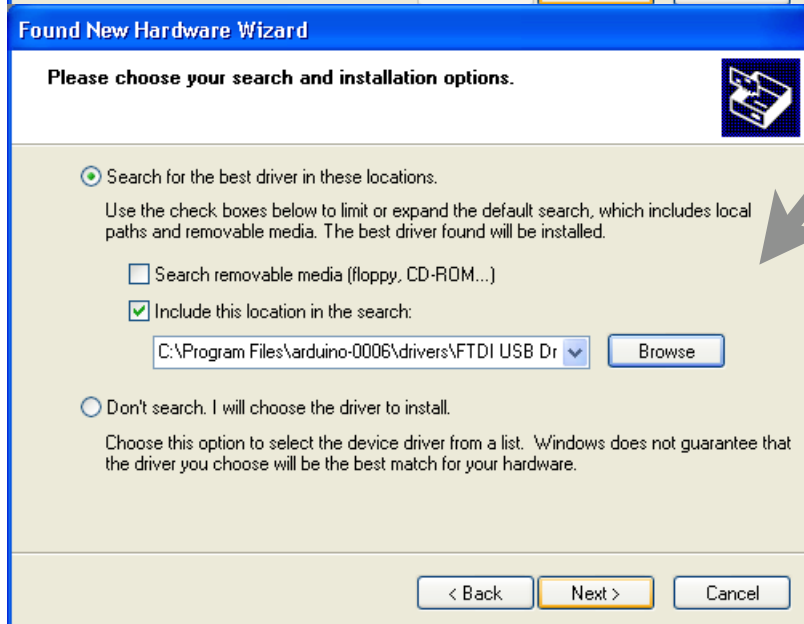 Found New Hardware Wizard
Please choose your search and installation options.
Search for the best driver in these locations.
Use the check boxes below to limit or expand the default search, which includes local
paths and removable media. The best driver found will be installed.
Search removable media (floppy, CD-ROM...)
Include this location in the search:
C:\Program Files\arduino-0006\drivers\FTDI USB Dr
Browse
Don't search. I will choose the driver to install.
Choose this option to select the device driver from a list. Windows does not guarantee that
the driver you choose will be the best match for your hardware.
< Back Next > Cancel